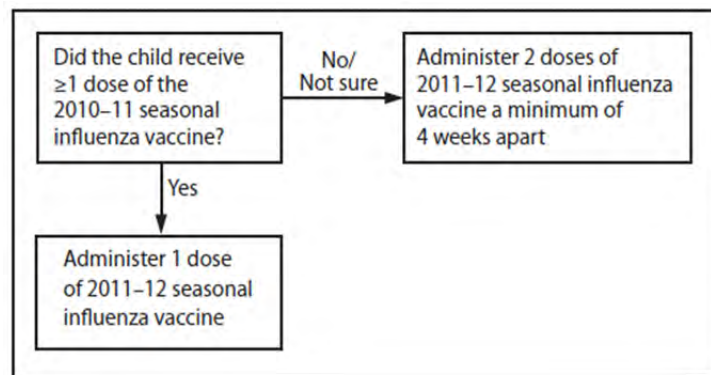 Did the child receive
≥1 dose of the
2010–11 seasonal
influenza vaccine?
No/
Not sure
Administer 2 doses of
2011–12 seasonal influenza
vaccine a minimum of
4 weeks apart
Yes
Administer 1 dose
of 2011–12 seasonal
influenza vaccine